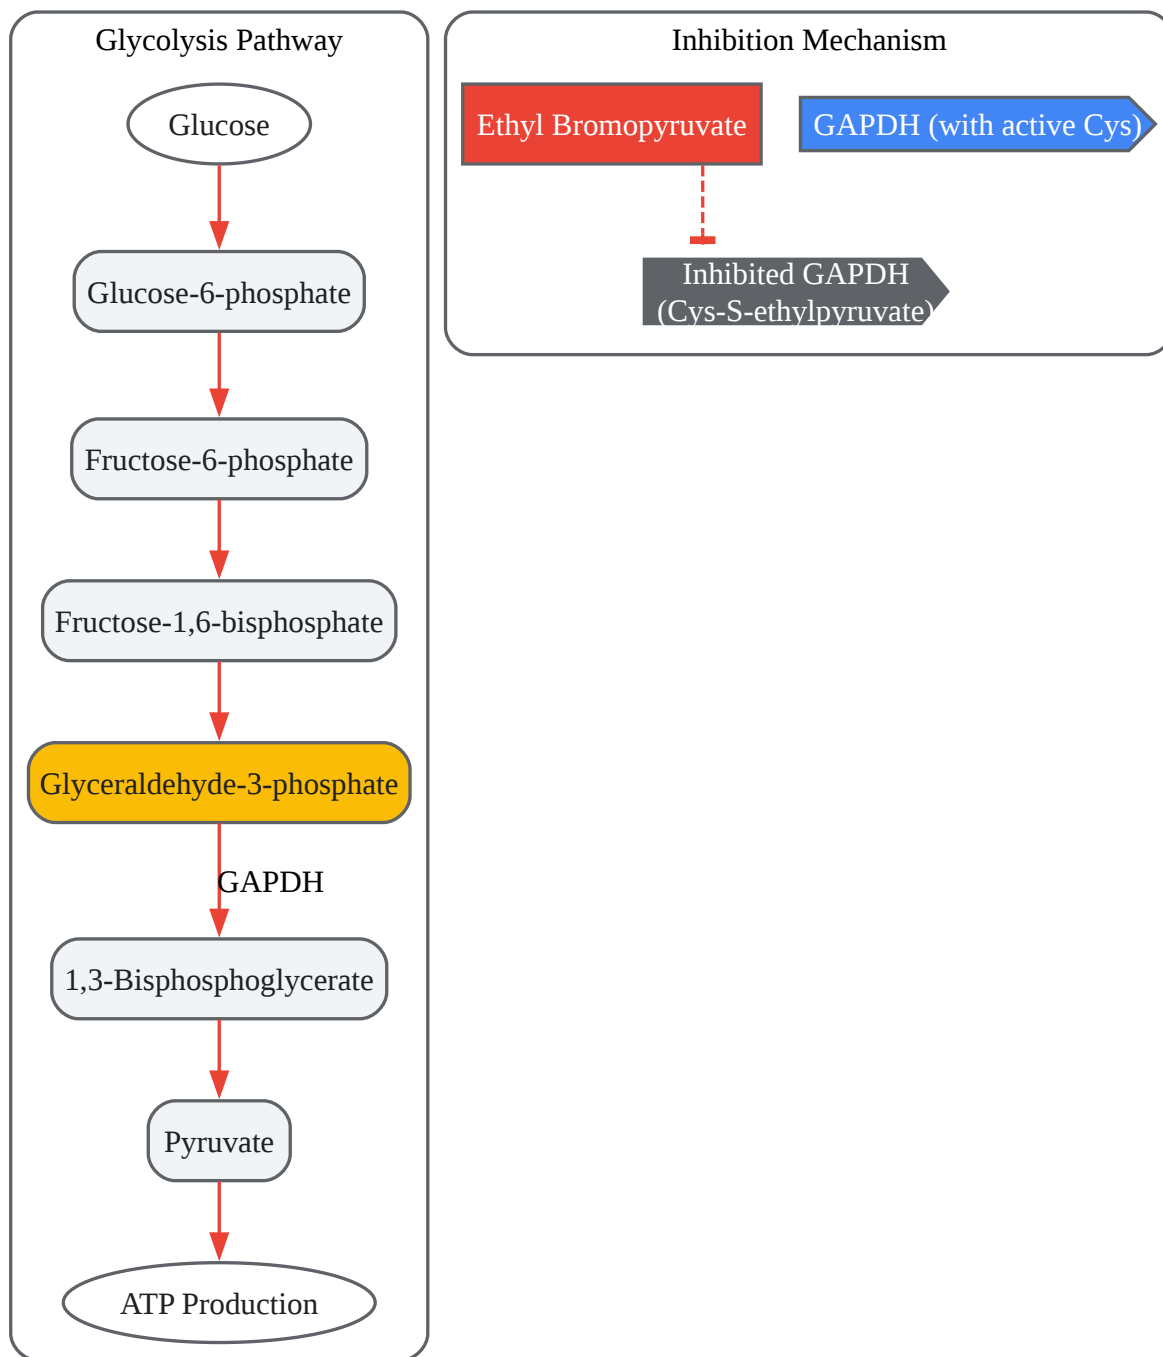 Glycolysis Pathway
Glucose
Glucose-6-phosphate
Fructose-6-phosphate
Fructose-1,6-bisphosphate
Glyceraldehyde-3-phosphate
GAPDH
1,3-Bisphosphoglycerate
Pyruvate
ATP Production
Inhibition Mechanism
Ethyl Bromopyruvate
GAPDH (with active Cys)
Inhibited GAPDH
(Cys-S-ethylpyruvate)